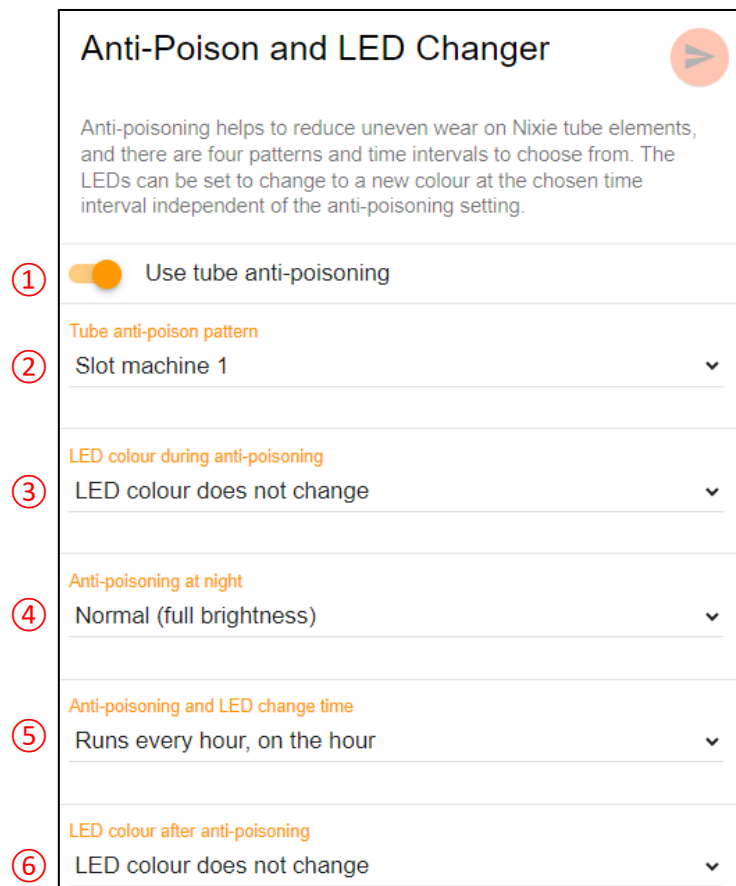 Anti-Poison and LED Changer
Anti-poisoning helps to reduce uneven wear on Nixie tube elements,
and there are four patterns and time intervals to choose from. The
LEDs can be set to change to a new colour at the chosen time
interval independent of the anti-poisoning setting.
① Use tube anti-poisoning
Tube anti-poison pattern
② Slot machine 1
LED colour during anti-poisoning
③ LED colour does not change
Anti-poisoning at night
④ Normal (full brightness)
Anti-poisoning and LED change time
⑤ Runs every hour, on the hour
LED colour after anti-poisoning
⑥ LED colour does not change